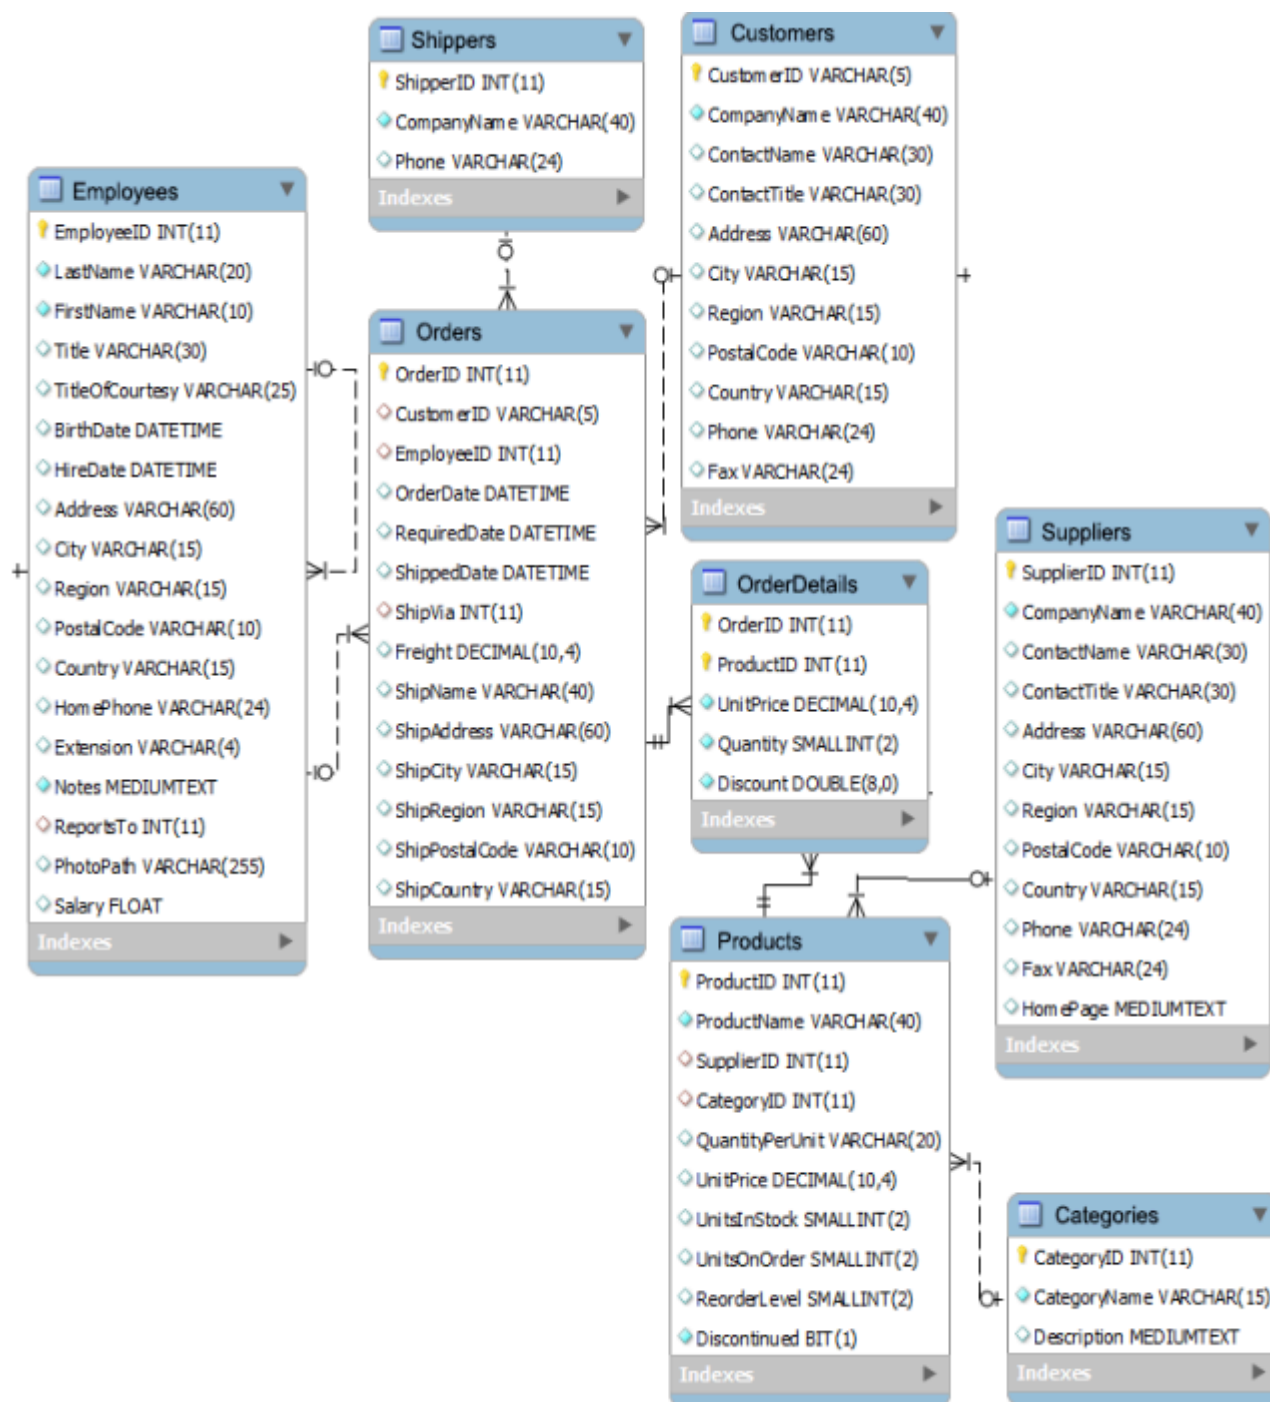 Shippers
ShipperID INT(11)
CompanyName VARCHAR(40)
Phone VARCHAR(24)
Indexes
Customers
CustomerID VARCHAR(5)
CompanyName VARCHAR(40)
ContactName VARCHAR(30)
ContactTitle VARCHAR(30)
Address VARCHAR(60)
City VARCHAR(15)
Region VARCHAR(15)
PostalCode VARCHAR(10)
Country VARCHAR(15)
Phone VARCHAR(24)
Fax VARCHAR(24)
Indexes
Employees
EmployeeID INT(11)
LastName VARCHAR(20)
FirstName VARCHAR(10)
Title VARCHAR(30)
TitleOfCourtesy VARCHAR(25)
BirthDate DATETIME
HireDate DATETIME
Address VARCHAR(60)
City VARCHAR(15)
Region VARCHAR(15)
PostalCode VARCHAR(10)
Country VARCHAR(15)
HomePhone VARCHAR(24)
Extension VARCHAR(4)
Notes MEDIUMTEXT
ReportsTo INT(11)
PhotoPath VARCHAR(255)
Salary FLOAT
Indexes
Orders
OrderID INT(11)
CustomerID VARCHAR(5)
EmployeeID INT(11)
OrderDate DATETIME
RequiredDate DATETIME
ShippedDate DATETIME
ShipVia INT(11)
Freight DECIMAL(10,4)
ShipName VARCHAR(40)
ShipAddress VARCHAR(60)
ShipCity VARCHAR(15)
ShipRegion VARCHAR(15)
ShipPostalCode VARCHAR(10)
ShipCountry VARCHAR(15)
Indexes
OrderDetails
OrderID INT(11)
ProductID INT(11)
UnitPrice DECIMAL(10,4)
Quantity SMALLINT(2)
Discount DOUBLE(8,0)
Indexes
Suppliers
SupplierID INT(11)
CompanyName VARCHAR(40)
ContactName VARCHAR(30)
ContactTitle VARCHAR(30)
Address VARCHAR(60)
City VARCHAR(15)
Region VARCHAR(15)
PostalCode VARCHAR(10)
Country VARCHAR(15)
Phone VARCHAR(24)
Fax VARCHAR(24)
HomePage MEDIUMTEXT
Indexes
Products
ProductID INT(11)
ProductName VARCHAR(40)
SupplierID INT(11)
CategoryID INT(11)
QuantityPerUnit VARCHAR(20)
UnitPrice DECIMAL(10,4)
UnitsInStock SMALLINT(2)
UnitsOnOrder SMALLINT(2)
ReorderLevel SMALLINT(2)
Discontinued BIT(1)
Indexes
Categories
CategoryID INT(11)
CategoryName VARCHAR(15)
Description MEDIUMTEXT
Indexes